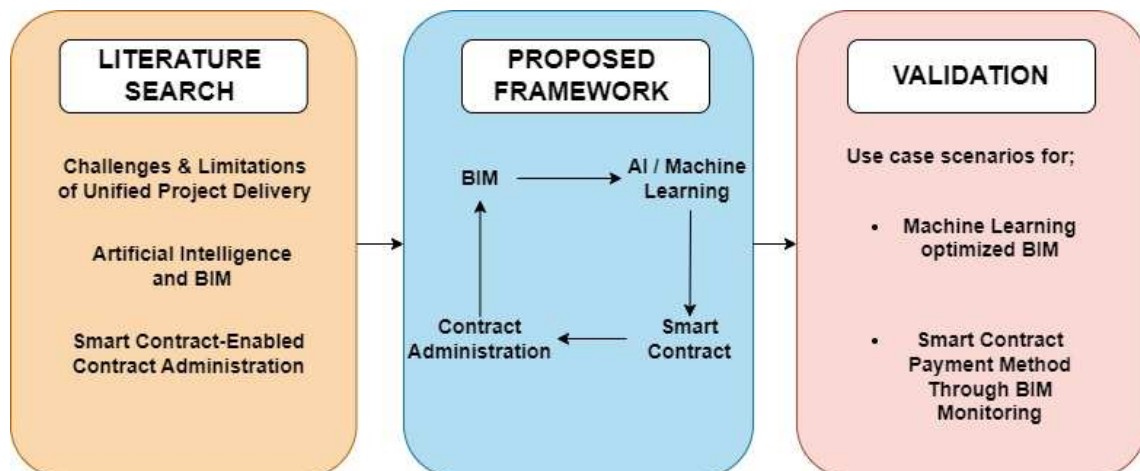 LITERATURE
SEARCH
Challenges & Limitations
of Unified Project Delivery
Artificial Intelligence
and BIM
Smart Contract-Enabled
Contract Administration
PROPOSED
FRAMEWORK
BIM
AI / Machine
Learning
Contract
Administration
Smart
Contract
VALIDATION
Use case scenarios for;
• Machine Learning
optimized BIM
• Smart Contract
Payment Method
Through BIM
Monitoring